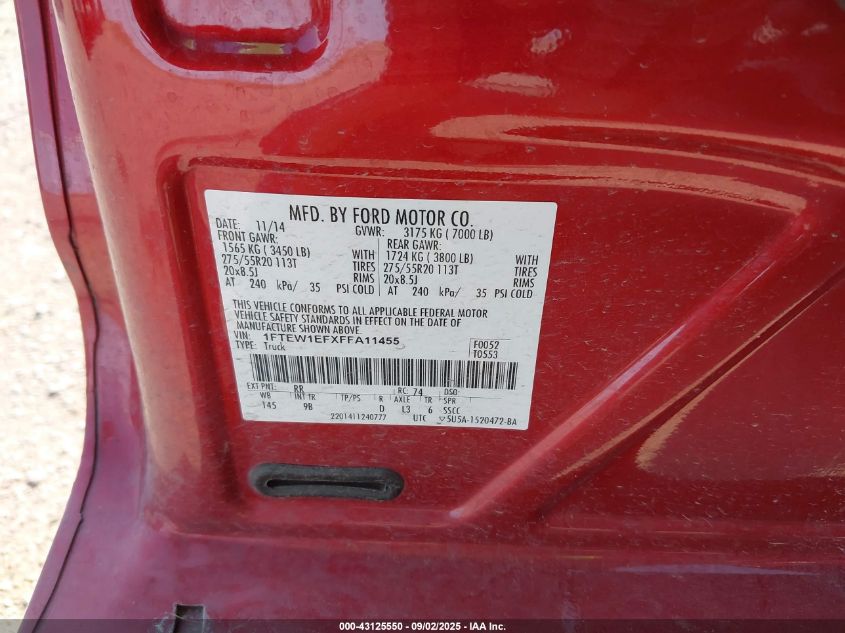 MFD. BY FORD MOTOR CO.
DATE: 11/14 GVWR: 3175 KG ( 7000 LB)
FRONT GAWR: REAR GAWR:
1565 KG ( 3450 LB) WITH 1724 KG ( 3800 LB) WITH
275/55R20 113T TIRES 275/55R20 113T TIRES
20x8.5J RIMS 20x8.5J RIMS
AT 240 kPa/ 35 PSI COLD AT 240 kPa/ 35 PSI COLD
THIS VEHICLE CONFORMS TO ALL APPLICABLE FEDERAL MOTOR
VEHICLE SAFETY STANDARDS IN EFFECT ON THE DATE OF
MANUFACTURE SHOWN ABOVE.
VIN: 1FTEW1EFXFFA11455 F0052
TYPE: Truck T0553
EXT PNT: RR RC: 74 DSO:
WB INT TR TP/PS R AXLE TR SPR
145 9B D L3 6 SSCC
2201411240777 UTC SU5A-1520472-BA
000-43125550 - 09/02/2025 - IAA Inc.